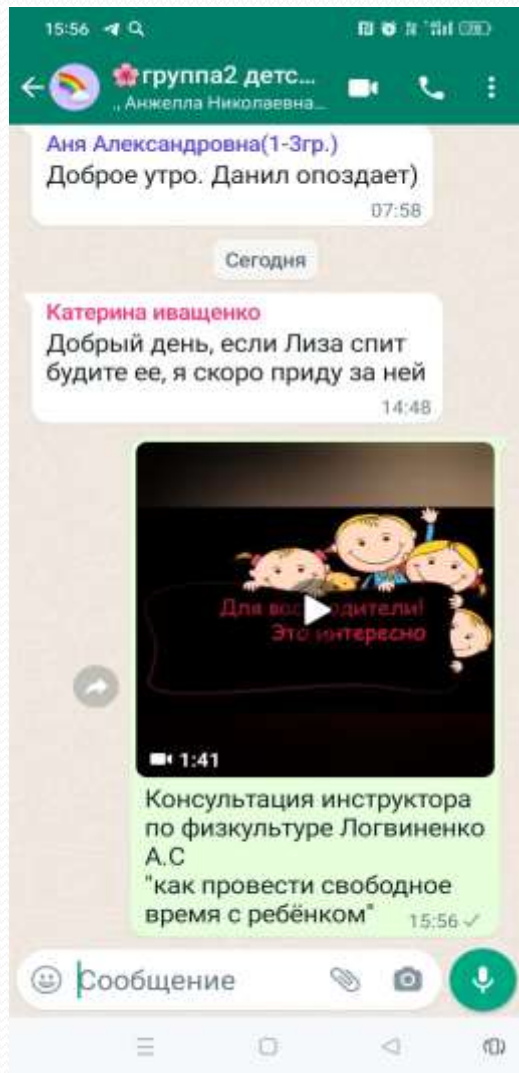 15:56
🌸группа2 детс...
,, Анжелла Николаевна...
Аня Александровна(1-3гр.)
Доброе утро. Данил опоздает)
07:58
Сегодня
Катерина иващенко
Добрый день, если Лиза спит
будите ее, я скоро приду за ней
14:48
Для
Это интересно
1:41
Консультация инструктора
по физкультуре Логвиненко
А.С
"как провести свободное
время с ребёнком"
15:56
Сообщение